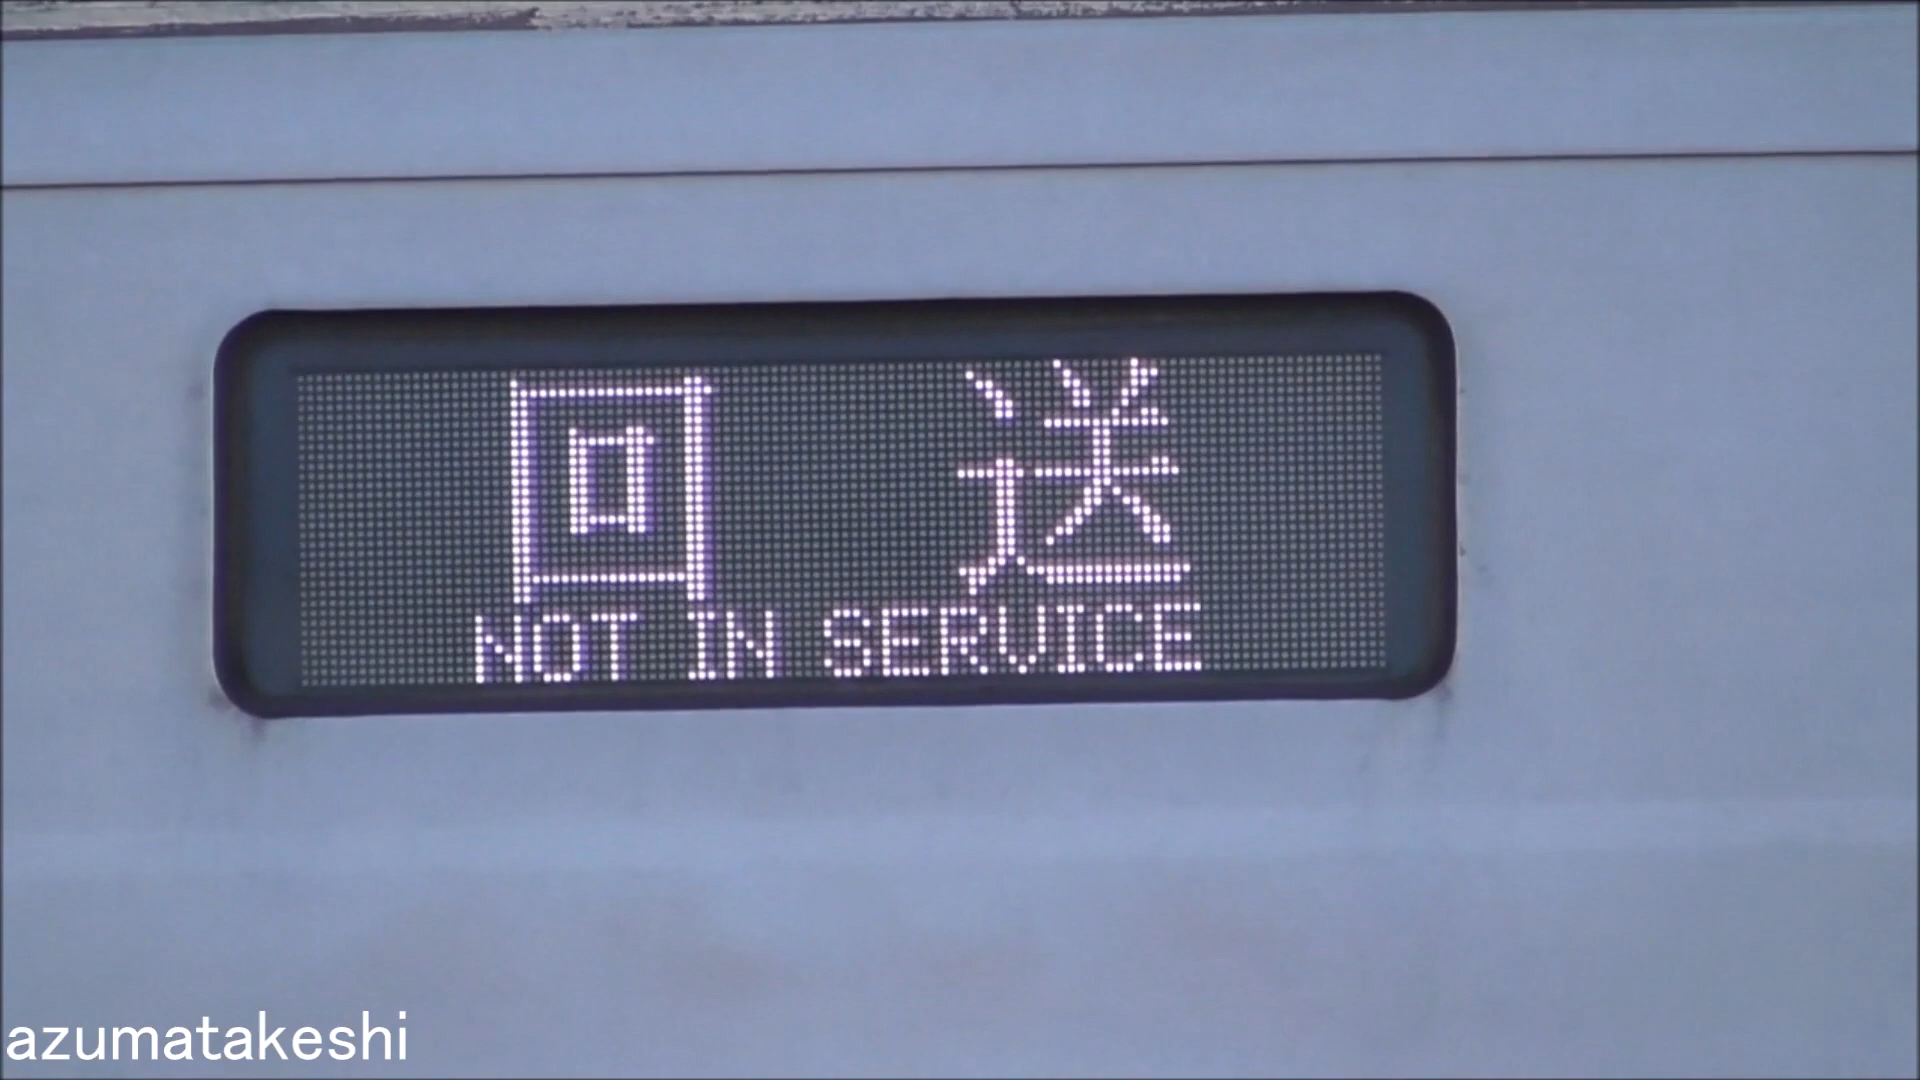 回送
NOT IN SERVICE
azumatakeshi